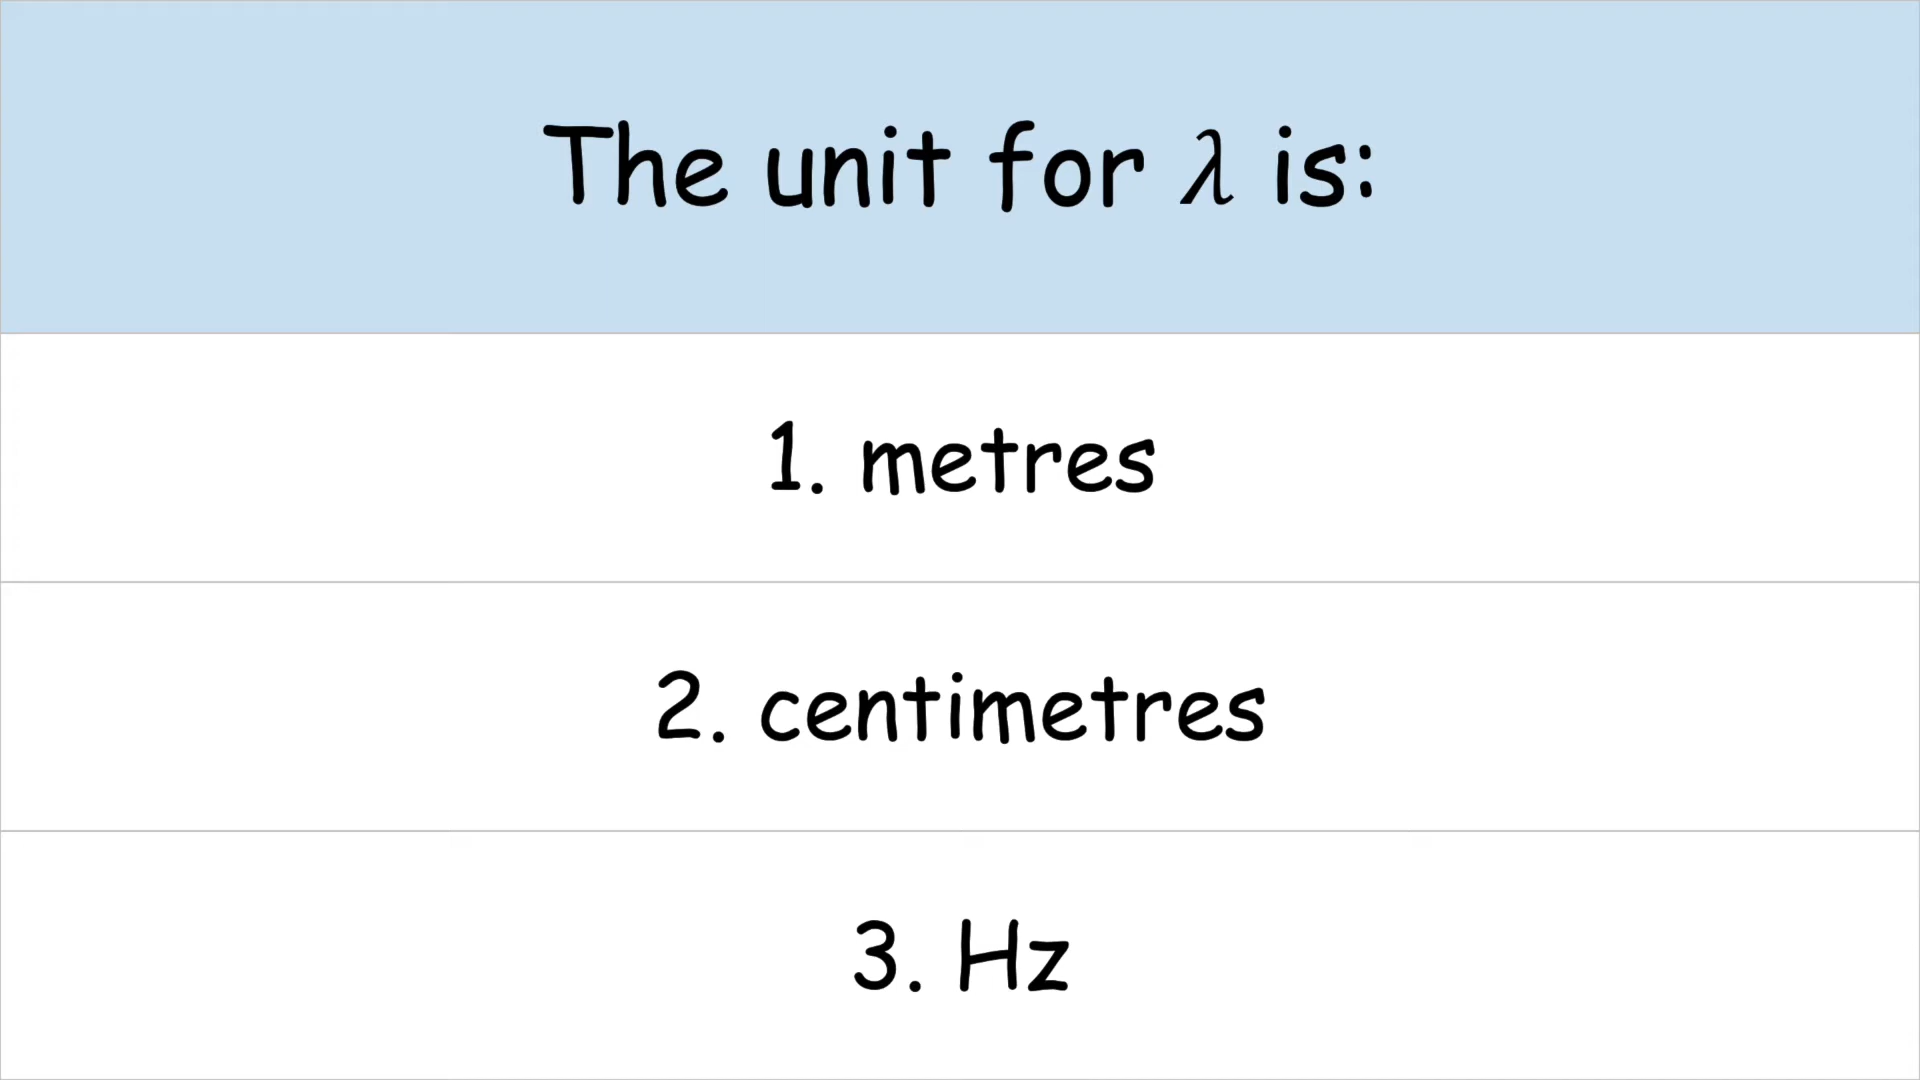 The unit for λ is:
1. metres
2. centimetres
3. Hz